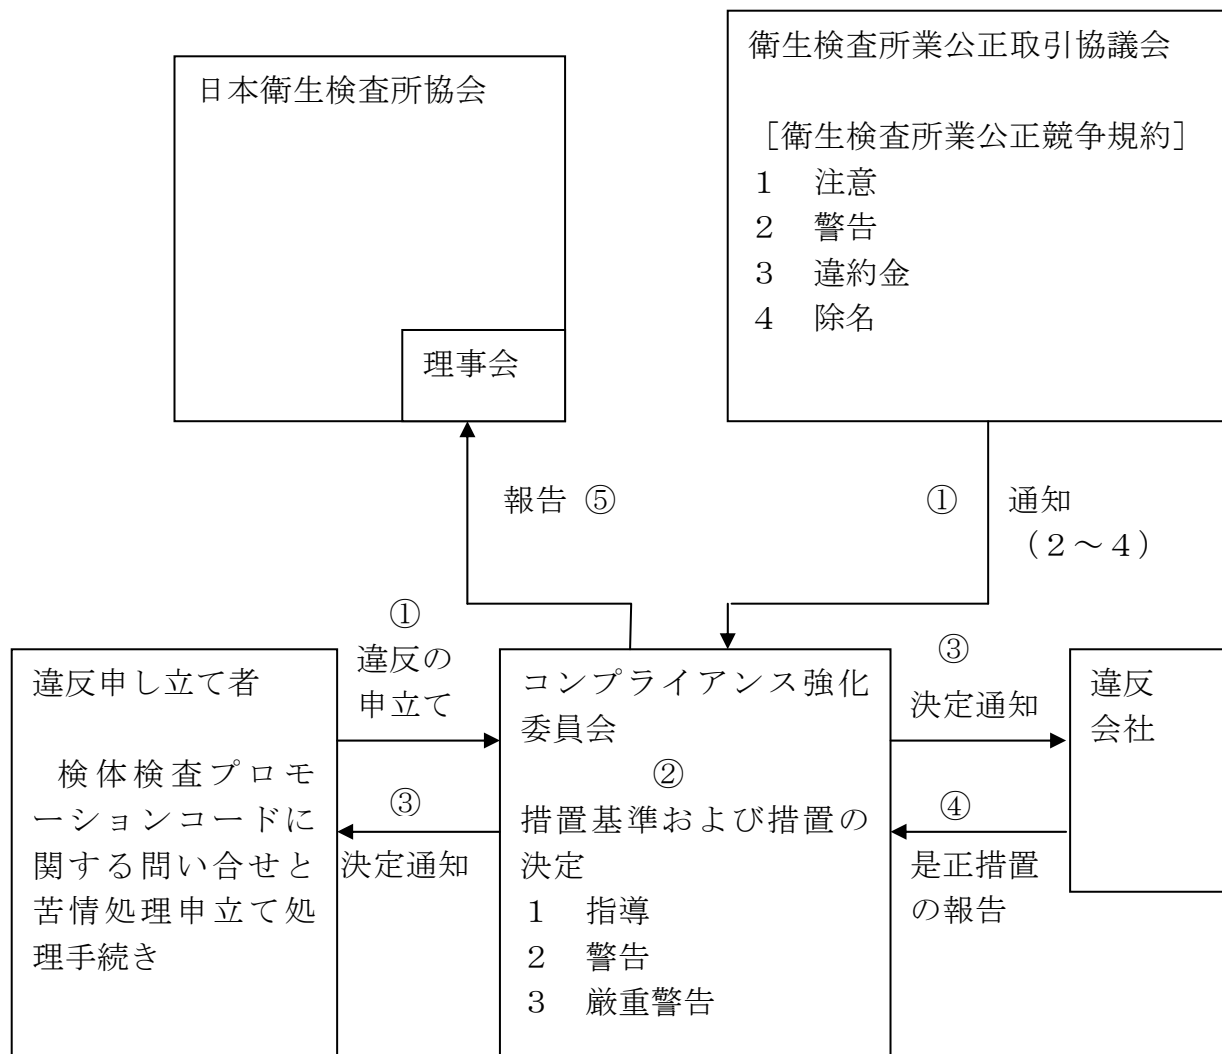 日本衛生検査所協会
理事会
衛生検査所業公正取引協議会
［衛生検査所業公正競争規約］
１　注意
２　警告
３　違約金
４　除名
報告 ⑤
①　通知
（２～４）
①
違反の
申立て
違反申し立て者
検体検査プロモ
ーションコードに
関する問い合せと
苦情処理申立て処
理手続き
③
決定通知
コンプライアンス強化
委員会
②
措置基準および措置の
決定
１　指導
２　警告
３　厳重警告
③
決定通知
④
是正措置
の報告
違反
会社